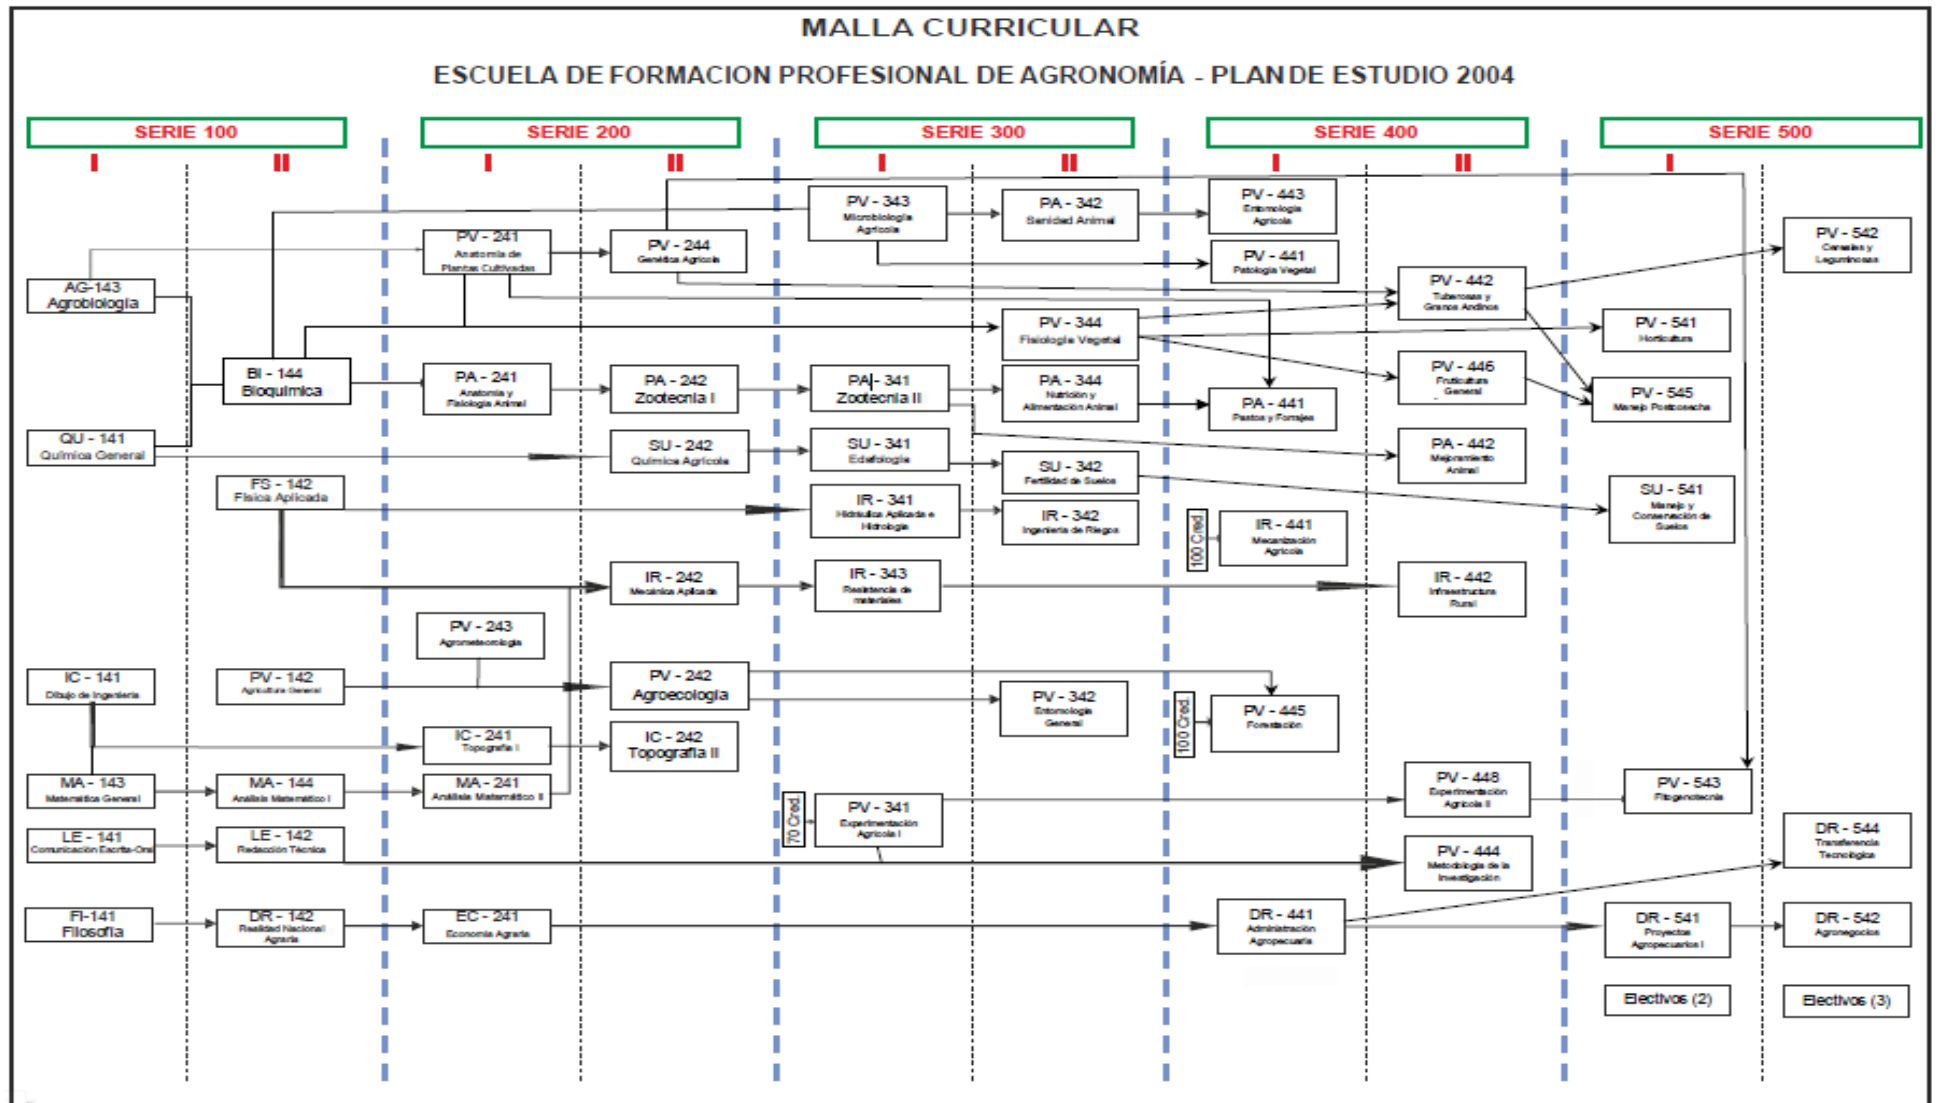 MALLA CURRICULAR
ESCUELA DE FORMACION PROFESIONAL DE AGRONOMÍA - PLAN DE ESTUDIO 2004
SERIE 100
SERIE 200
SERIE 300
SERIE 400
SERIE 500
I
II
I
II
I
II
I
II
I
AG-143
Agrobiología
QU - 141
Química General
IC - 141
Dibujo de Ingeniería
MA - 143
Matemática General
LE - 141
Comunicación Escrita-Oral
FI-141
Filosofía
BI - 144
Bioquímica
FS - 142
Física Aplicada
PV - 142
Agricultura General
MA - 144
Análisis Matemático I
LE - 142
Redacción Técnica
DR - 142
Realidad Nacional
Agraria
PV - 241
Anatomía de
Plantas Cultivadas
PA - 241
Anatomía y
Fisiología Animal
PV - 243
Agrometeorología
IC - 241
Topografía I
MA - 241
Análisis Matemático II
EC - 241
Economía Agraria
PV - 244
Genética Agrícola
PA - 242
Zootecnia I
SU - 242
Química Agrícola
IR - 242
Mecánica Aplicada
PV - 242
Agroecología
IC - 242
Topografía II
PV - 343
Microbiología
Agrícola
PA - 341
Zootecnia II
SU - 341
Edafología
IR - 341
Hidráulica Aplicada e
Hidrología
IR - 343
Resistencia de
materiales
70 Cred.
PV - 341
Experimentación
Agrícola I
PA - 342
Sanidad Animal
PV - 344
Fisiología Vegetal
PA - 344
Nutrición y
Alimentación Animal
SU - 342
Fertilidad de Suelos
IR - 342
Ingeniería de Riegos
PV - 342
Entomología
General
PV - 443
Entomología
Agrícola
PV - 441
Patología Vegetal
PA - 441
Pastos y Forrajes
100 Cred.
IR - 441
Mecanización
Agrícola
100 Cred.
PV - 445
Forestación
DR - 441
Administración
Agropecuaria
PV - 442
Tuberosas y
Granos Andinos
PV - 446
Fruticultura
General
PA - 442
Mejoramiento
Animal
IR - 442
Infraestructura
Rural
PV - 448
Experimentación
Agrícola II
PV - 444
Metodología de la
Investigación
PV - 541
Horticultura
PV - 545
Manejo Postcosecha
SU - 541
Manejo y
Conservación de
Suelos
PV - 543
Fitogenotecnia
DR - 541
Proyectos
Agropecuarios I
Electivos (2)
PV - 542
Cereales y
Leguminosas
DR - 544
Transferencia
Tecnológica
DR - 542
Agronegocios
Electivos (3)